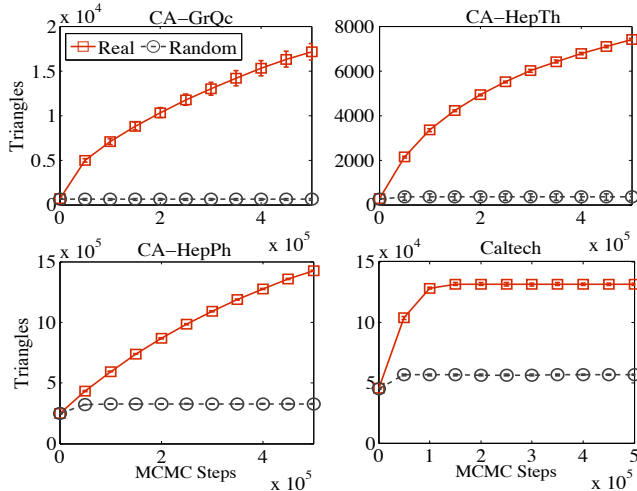 x 10^4
CA−GrQc
2
1.5
1
0.5
0
Triangles
Real
Random
0
2
4
x 10^5
CA−HepTh
8000
6000
4000
2000
0
0
2
4
x 10^5
x 10^5
CA−HepPh
15
10
5
0
Triangles
0
2
4
MCMC Steps
x 10^5
x 10^4
Caltech
15
10
5
0
0
1
2
3
4
5
MCMC Steps
x 10^5